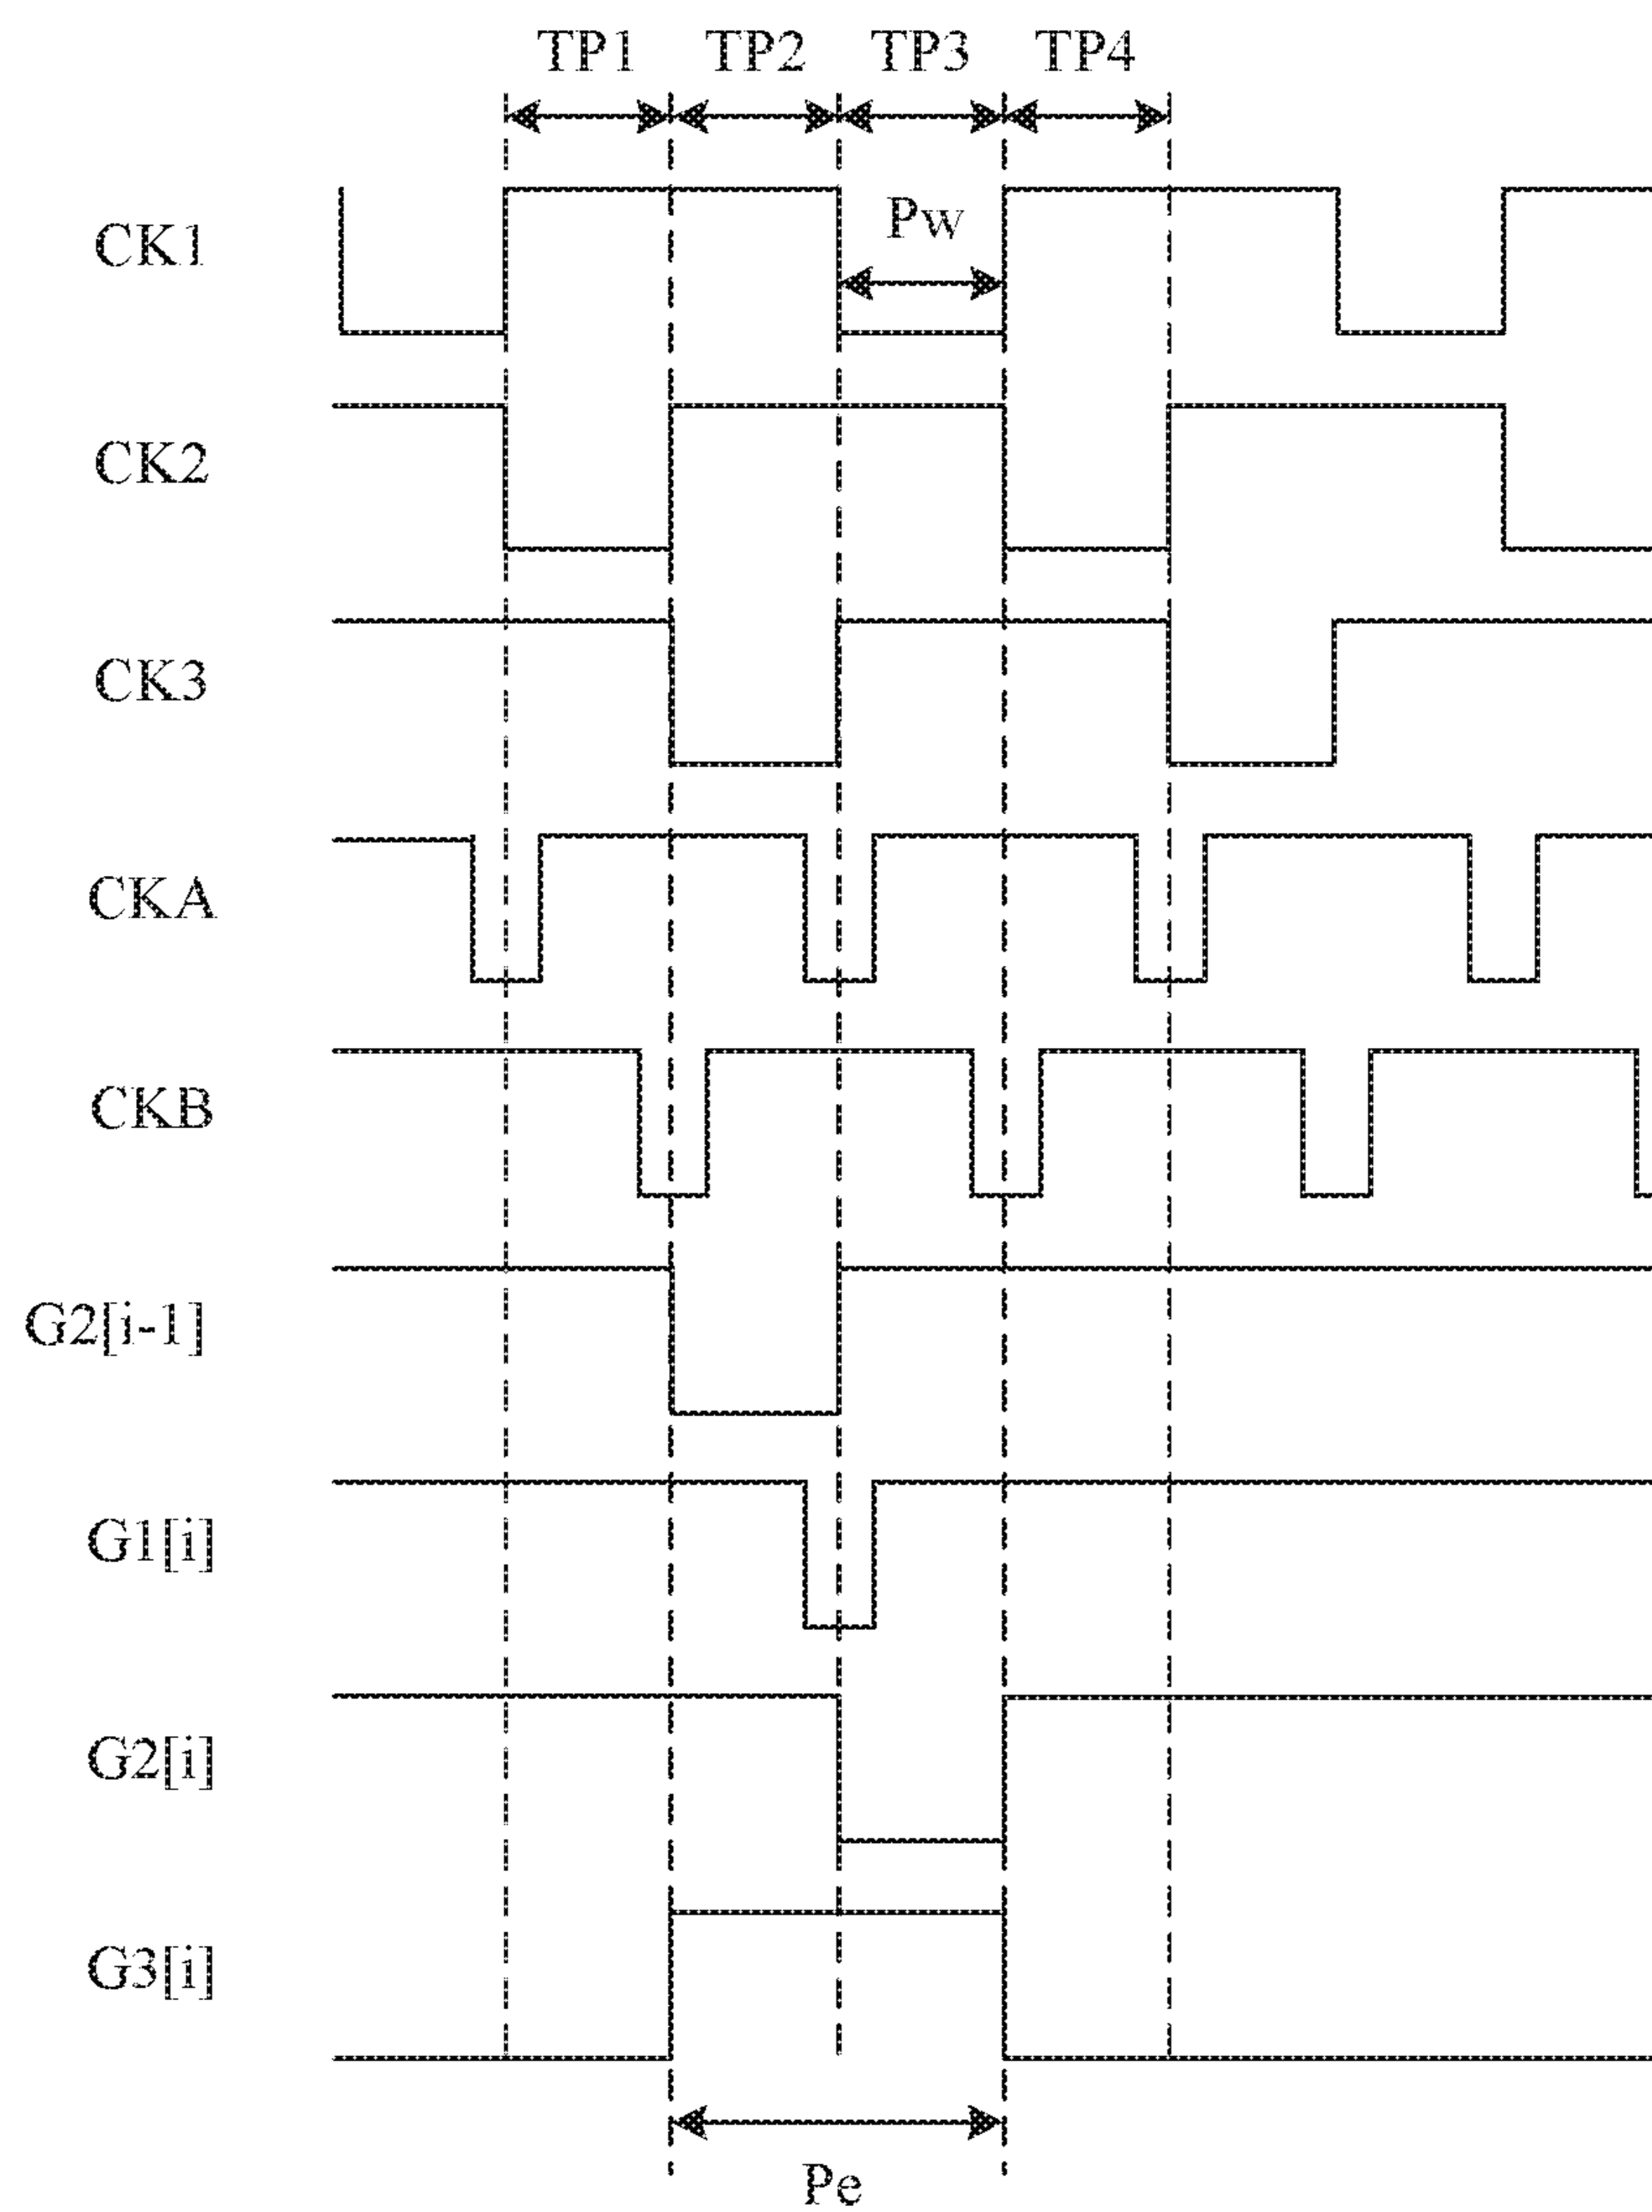 TP1 TP2 TP3 TP4
CK1
Pw
CK2
CK3
CKA
CKB
G2[i-1]
G1[i]
G2[i]
G3[i]
Pe